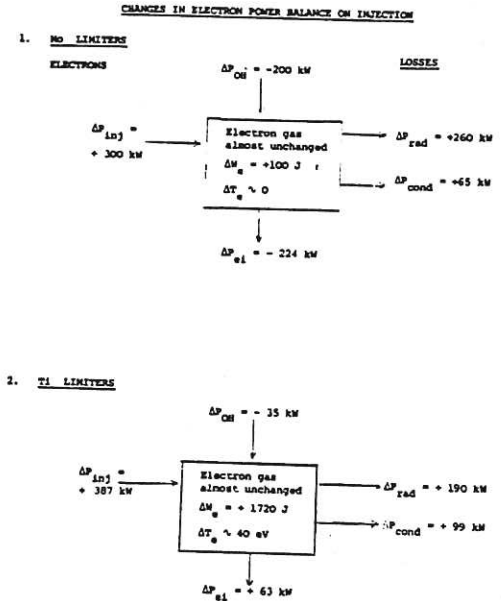 CHANGES IN ELECTRON POWER BALANCE ON INJECTION
1. Mo LIMITERS
ELECTRONS
ΔP_OH = -200 kW
LOSSES
ΔP_inj =
+ 300 kW
Electron gas
almost unchanged
ΔW_e = +100 J
ΔT_e ~ 0
ΔP_rad = +260 kW
ΔP_cond = +65 kW
ΔP_ei = - 224 kW
2. Ti LIMITERS
ΔP_OH = - 35 kW
ΔP_inj =
+ 387 kW
Electron gas
almost unchanged
ΔW_e = + 1720 J
ΔT_e ~ 40 eV
ΔP_rad = + 190 kW
ΔP_cond = + 99 kW
ΔP_ei = + 63 kW